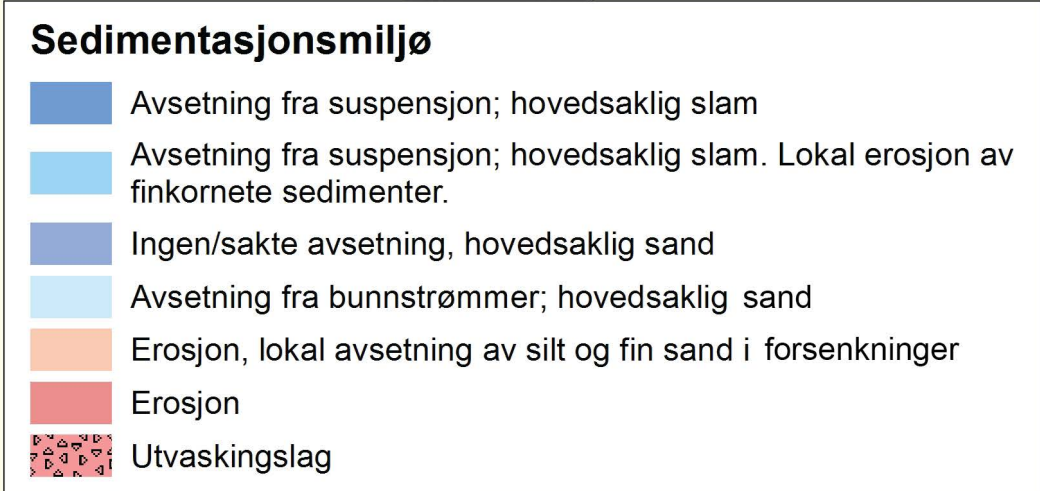 Sedimentasjonsmiljø
Avsetning fra suspensjon; hovedsaklig slam
Avsetning fra suspensjon; hovedsaklig slam. Lokal erosjon av
finkornete sedimenter.
Ingen/sakte avsetning, hovedsaklig sand
Avsetning fra bunnstrømmer; hovedsaklig sand
Erosjon, lokal avsetning av silt og fin sand i forsenkninger
Erosjon
Utvaskingslag